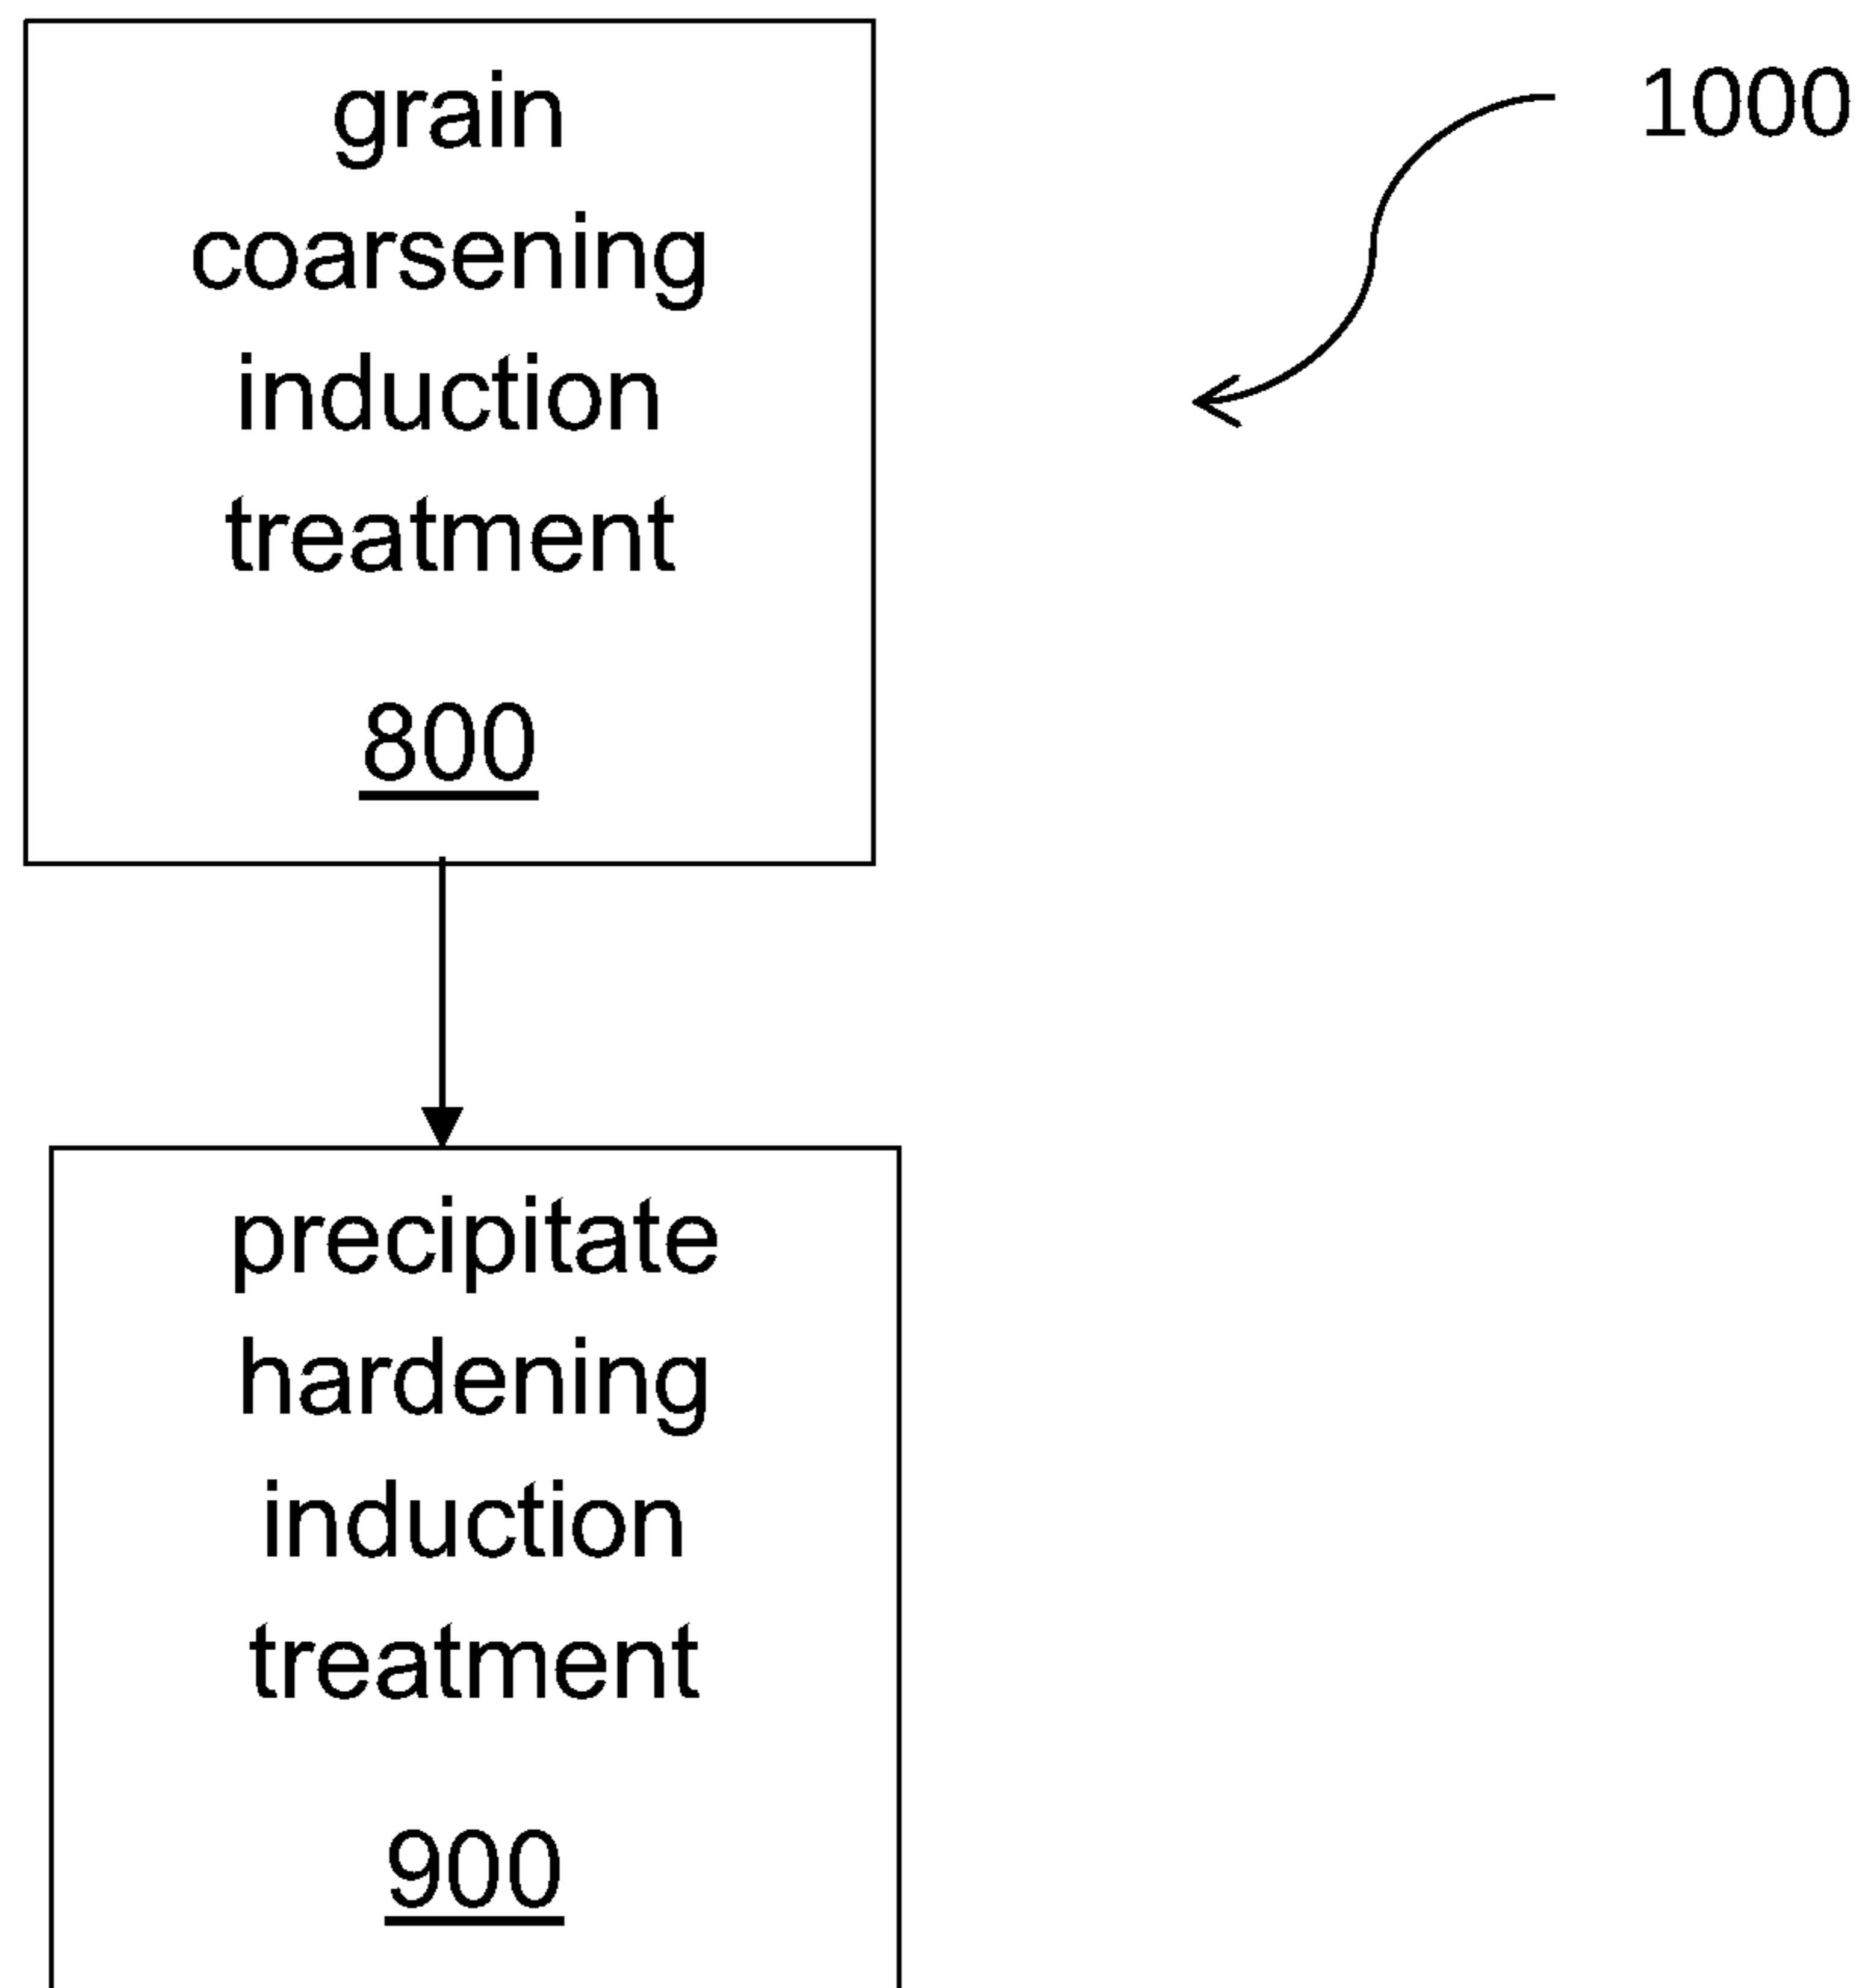 grain
coarsening
induction
treatment
800
1000
precipitate
hardening
induction
treatment
900